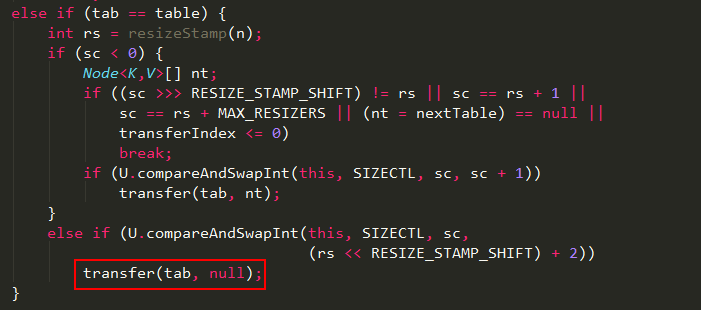 else if (tab == table) {
int rs = resizeStamp(n);
if (sc < 0) {
Node<K,V>[] nt;
if ((sc >>> RESIZE_STAMP_SHIFT) != rs || sc == rs + 1 ||
sc == rs + MAX_RESIZERS || (nt = nextTable) == null ||
transferIndex <= 0)
break;
if (U.compareAndSwapInt(this, SIZECTL, sc, sc + 1))
transfer(tab, nt);
}
else if (U.compareAndSwapInt(this, SIZECTL, sc,
(rs << RESIZE_STAMP_SHIFT) + 2))
transfer(tab, null);
}